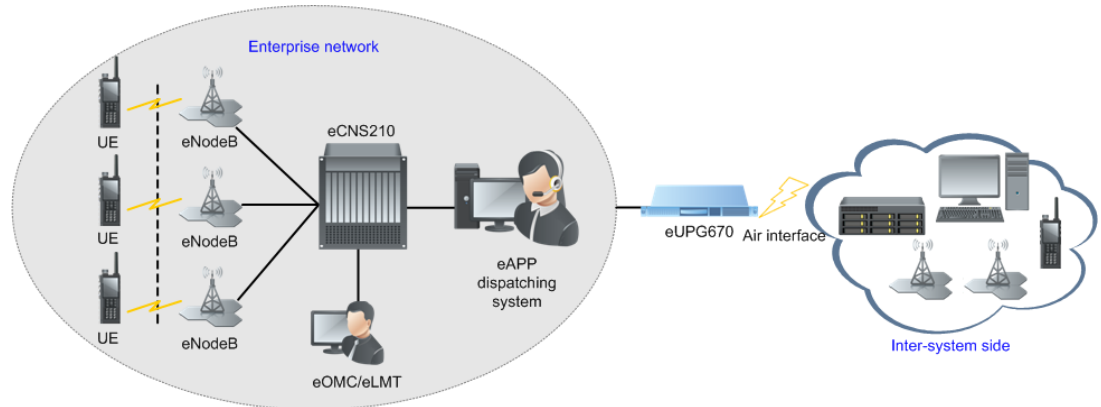 Enterprise network
UE
eNodeB
eCNS210
UE
eNodeB
UE
eNodeB
eOMC/eLMT
eAPP
dispatching
system
eUPG670
Air interface
Inter-system side